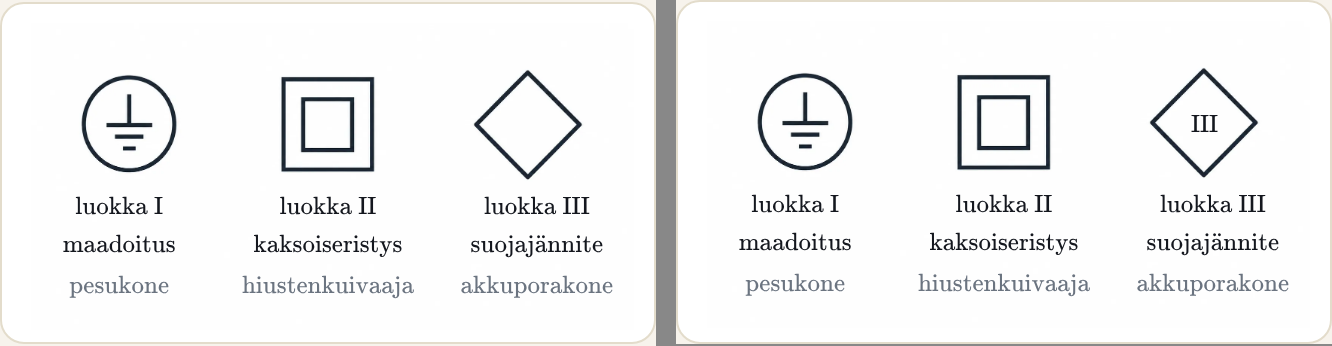 luokka I luokka II luokka III
maadoitus kaksoiseristys suojajännite
pesukone hiustenkuivaaja akkuporakone
III
luokka I luokka II luokka III
maadoitus kaksoiseristys suojajännite
pesukone hiustenkuivaaja akkuporakone